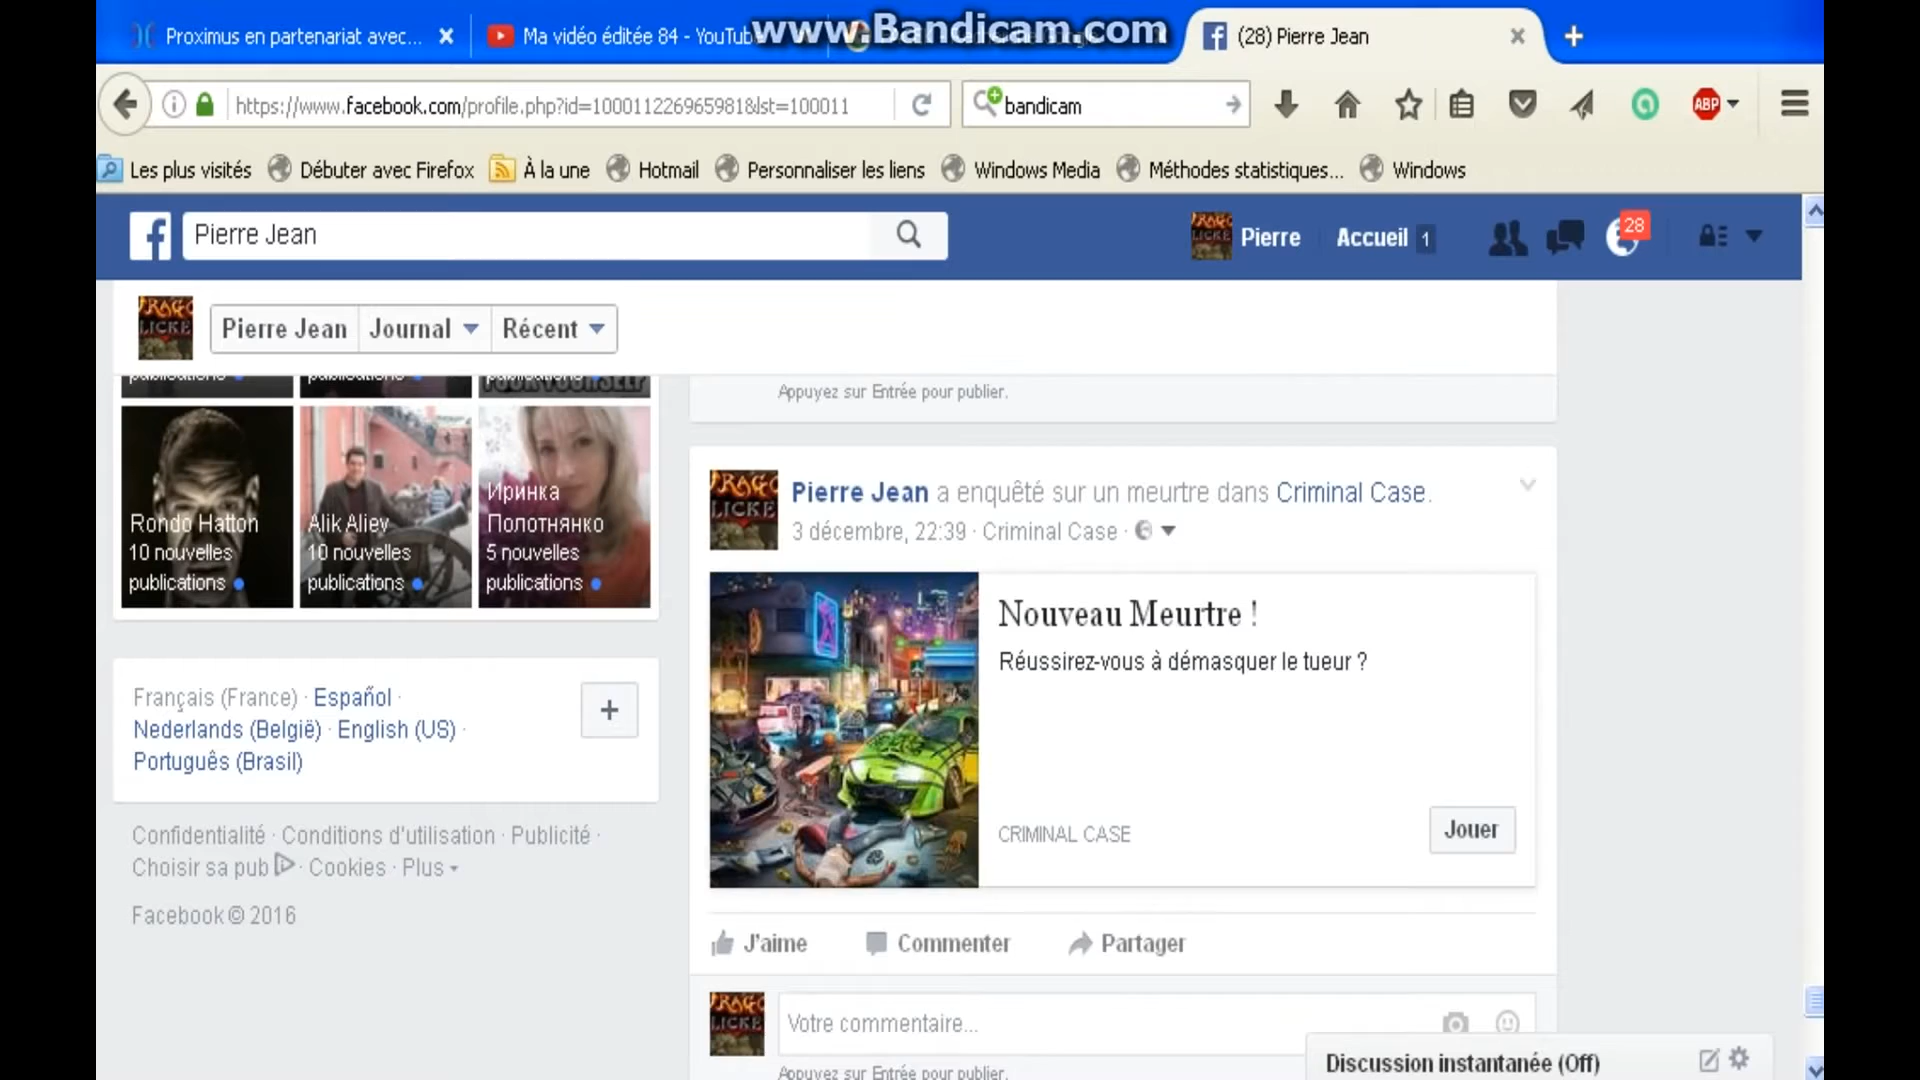 www.Bandicam.com
Proximus en partenariat avec...
Ma vidéo éditée 84 - YouTub
(28) Pierre Jean
https://www.facebook.com/profile.php?id=100011226965981&lst=100011
bandicam
ABP
Les plus visités
Débuter avec Firefox
À la une
Hotmail
Personnaliser les liens
Windows Media
Méthodes statistiques...
Windows
Pierre Jean
Pierre
Accueil 1
28
Pierre Jean
Journal
Récent
publications
publications
publications
Appuyez sur Entrée pour publier.
Rondo Hatton
10 nouvelles
publications
Alik Aliev
10 nouvelles
publications
Иринка
Полотнянко
5 nouvelles
publications
Pierre Jean a enquêté sur un meurtre dans Criminal Case.
3 décembre, 22:39 · Criminal Case ·
Nouveau Meurtre !
Réussirez-vous à démasquer le tueur ?
CRIMINAL CASE
Jouer
Français (France) · Español ·
Nederlands (België) · English (US) ·
Português (Brasil)
Confidentialité · Conditions d'utilisation · Publicité ·
Choisir sa pub · Cookies · Plus
Facebook © 2016
J'aime
Commenter
Partager
Votre commentaire...
Appuyez sur Entrée pour publier.
Discussion instantanée (Off)